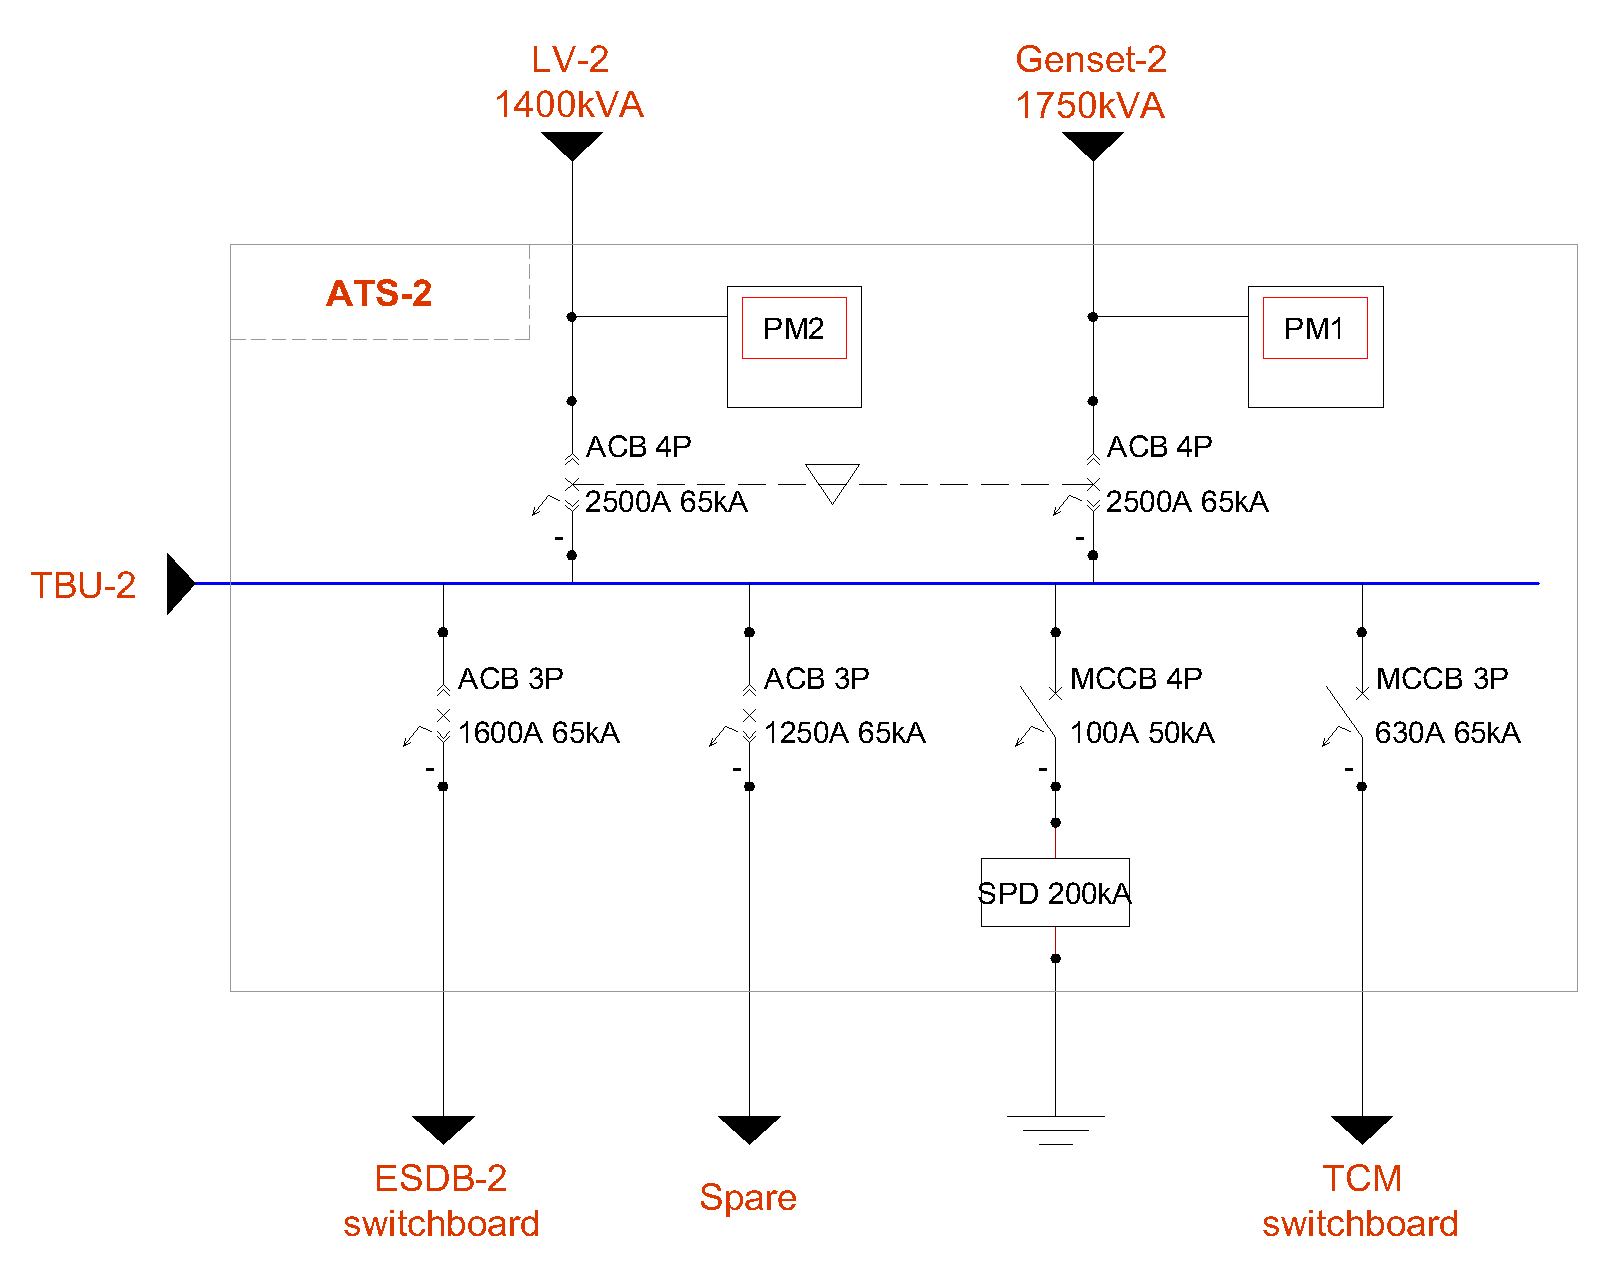 LV-2
1400kVA
Genset-2
1750kVA
ATS-2
PM2
PM1
ACB 4P
2500A 65kA
-
ACB 4P
2500A 65kA
-
TBU-2
ACB 3P
1600A 65kA
-
ACB 3P
1250A 65kA
-
MCCB 4P
100A 50kA
-
MCCB 3P
630A 65kA
-
SPD 200kA
ESDB-2
switchboard
Spare
TCM
switchboard